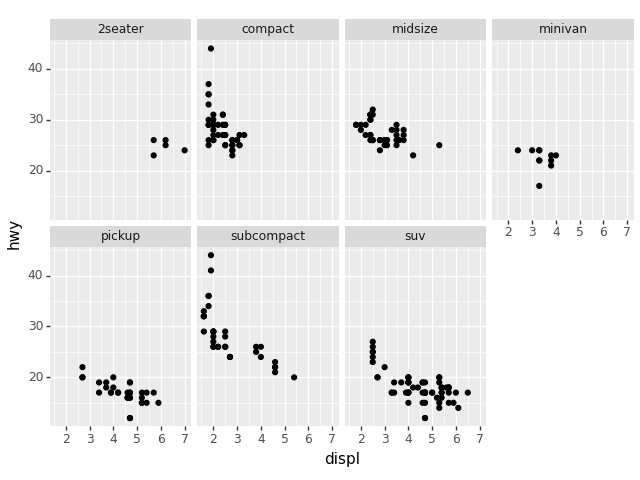 2seater compact midsize minivan
40
30
20
2 3 4 5 6 7
pickup subcompact suv
40
30
20
2 3 4 5 6 7 2 3 4 5 6 7 2 3 4 5 6 7
hwy
displ